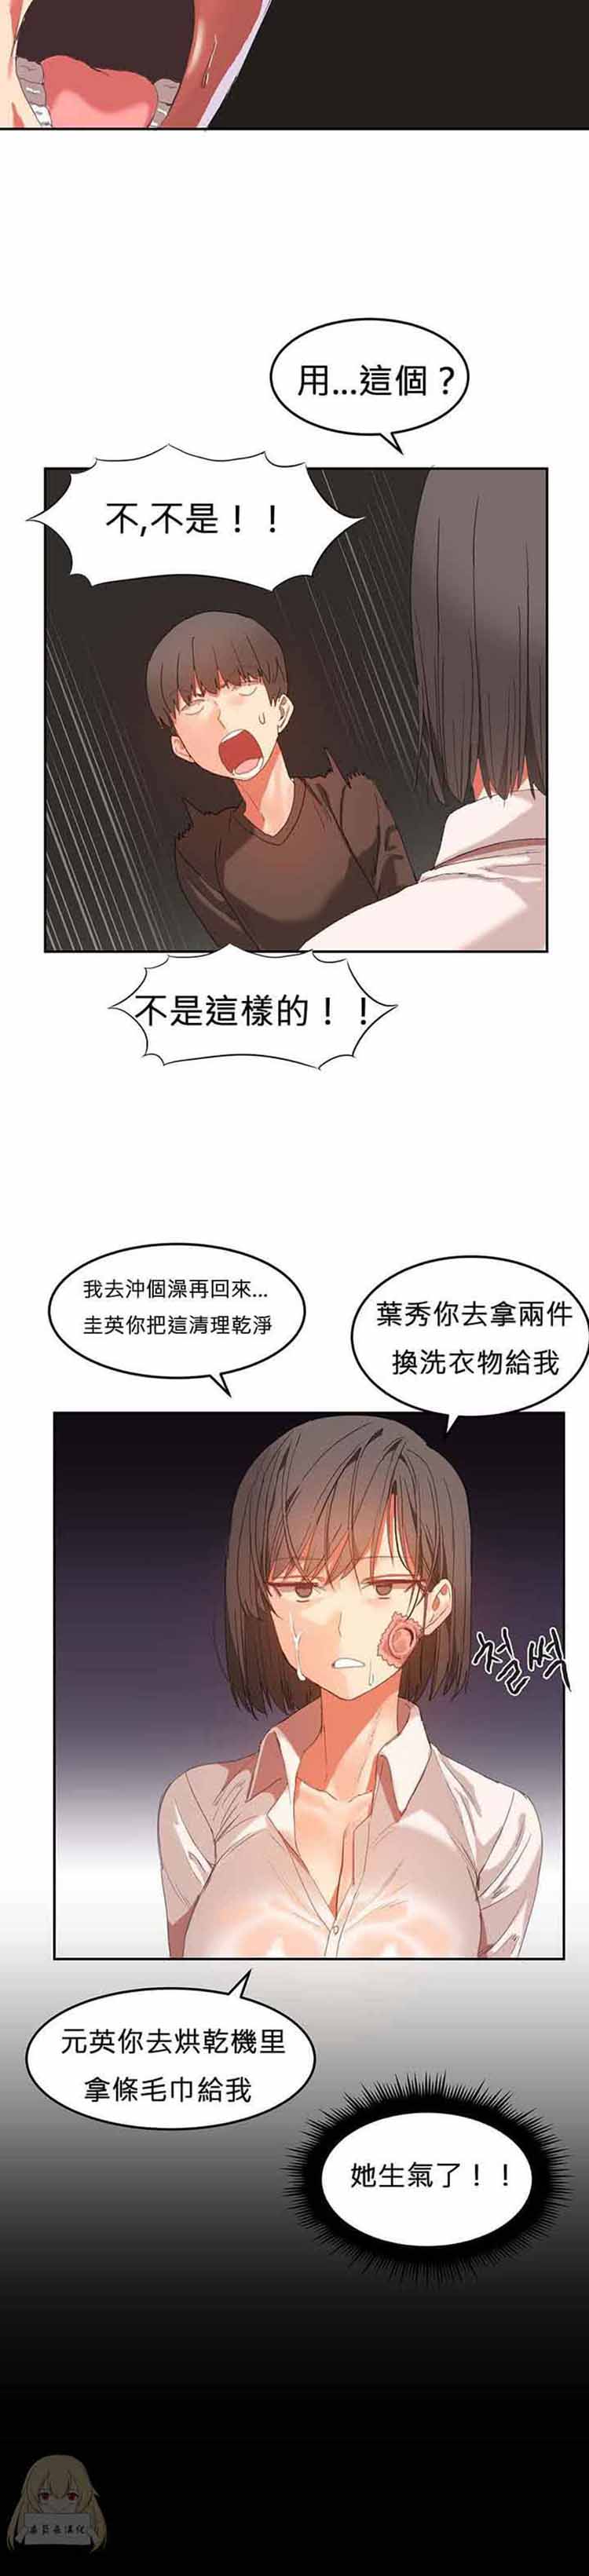 用...這個？
不,不是！！
不是這樣的！！
我去沖個澡再回來...
圭英你把這清理乾淨
葉秀你去拿兩件
換洗衣物給我
철썩
元英你去烘乾機里
拿條毛巾給我
她生氣了！！